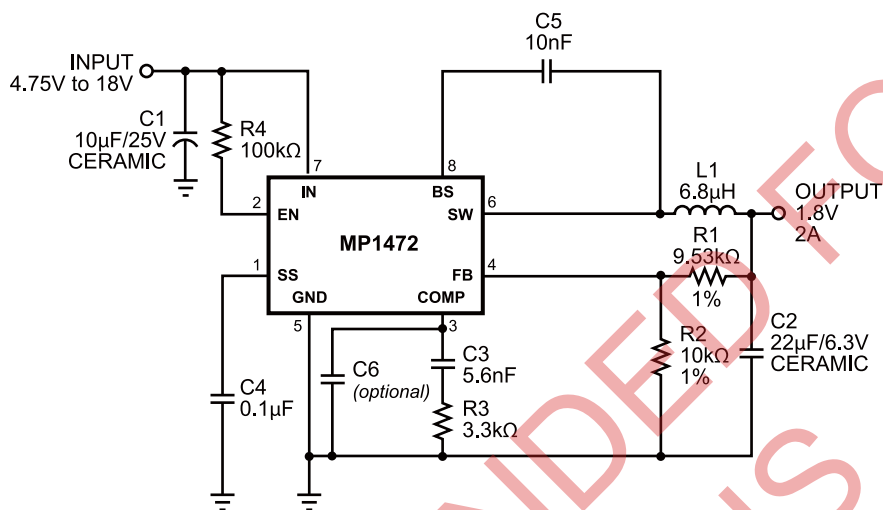 C5
10nF
INPUT
4.75V to 18V
C1
10µF/25V
CERAMIC
R4
100kΩ
7
8
IN
BS
L1
6.8µH
OUTPUT
1.8V
2A
2
EN
SW
6
MP1472
R1
9.53kΩ
1%
1
SS
FB
4
GND
COMP
5
3
C2
22µF/6.3V
CERAMIC
R2
10kΩ
1%
C3
5.6nF
C6
(optional)
C4
0.1µF
R3
3.3kΩ